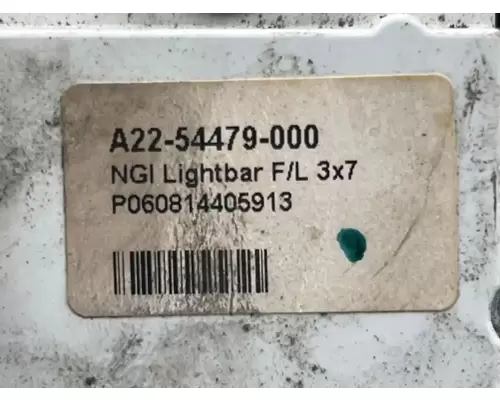 A22-54479-000
NGI Lightbar F/L 3x7
P060814405913